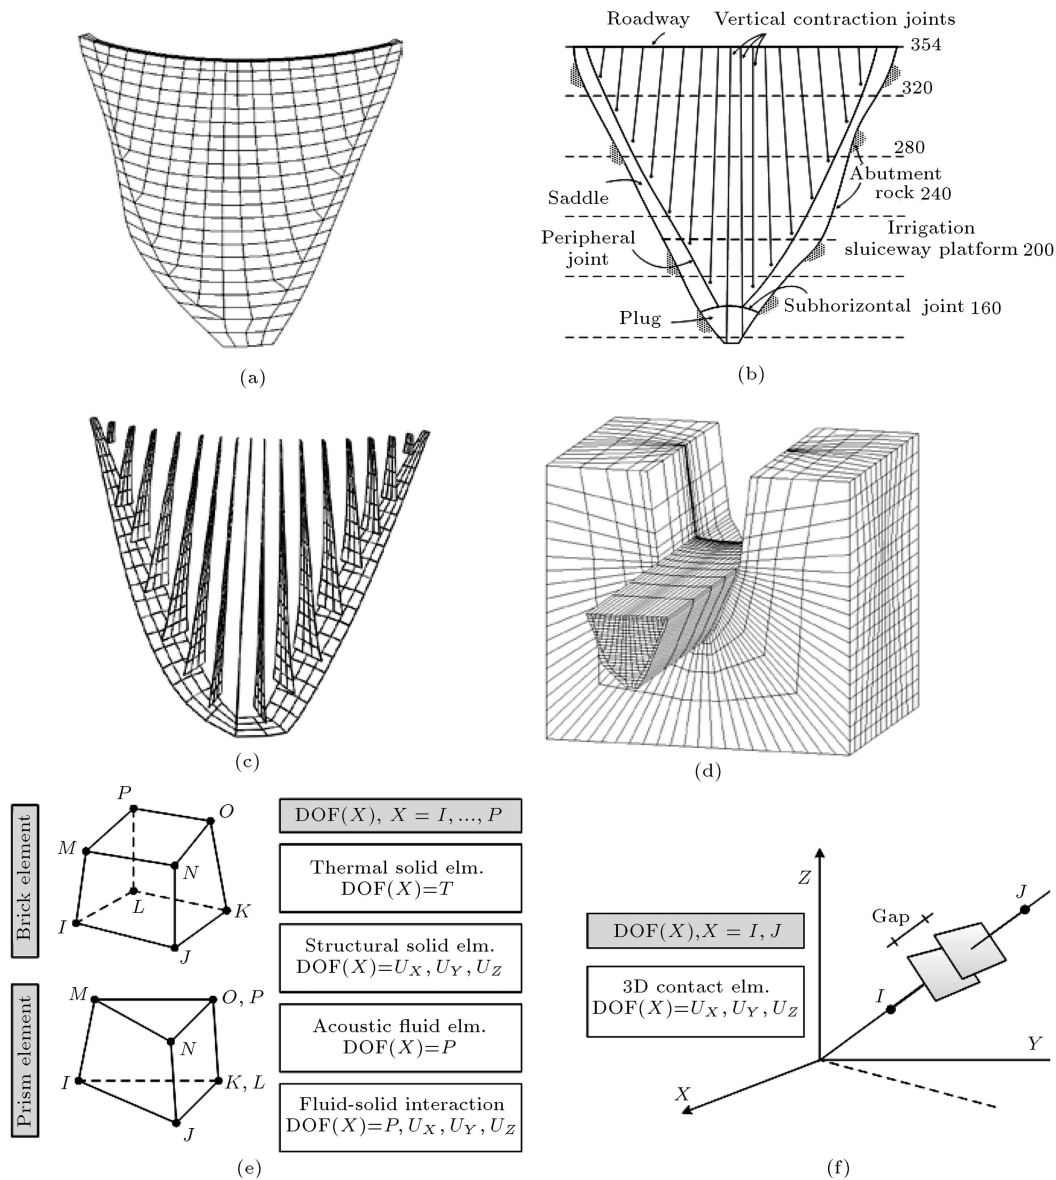 Roadway
Vertical contraction joints
354
320
280
Abutment
rock 240
Saddle
Irrigation
sluiceway platform 200
Peripheral
joint
Subhorizontal joint 160
Plug
(a)
(b)
(c)
(d)
Brick element
P
O
M
N
L
K
I
J
DOF(X), X = I, ..., P
Thermal solid elm.
DOF(X)=T
Structural solid elm.
DOF(X)=U_X, U_Y, U_Z
Prism element
M
O, P
N
I
K, L
J
Acoustic fluid elm.
DOF(X)=P
Fluid-solid interaction
DOF(X)=P, U_X, U_Y, U_Z
(e)
DOF(X),X = I, J
3D contact elm.
DOF(X)=U_X, U_Y, U_Z
Z
Gap
J
I
Y
X
(f)